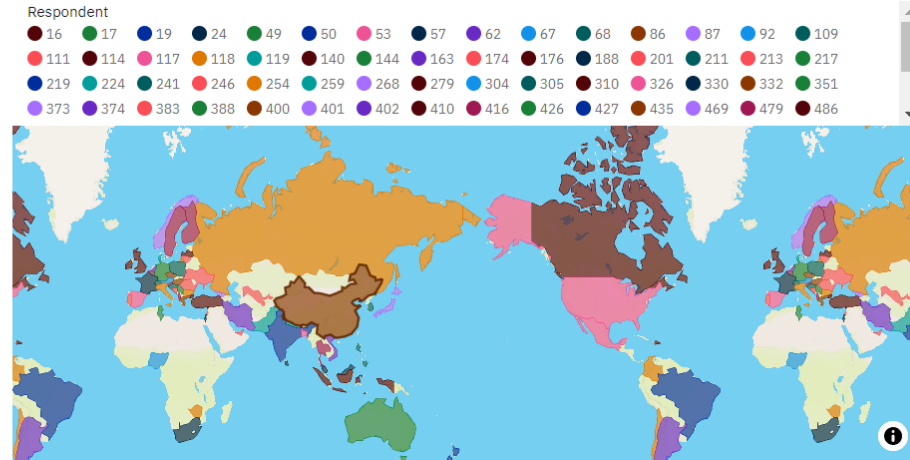 Respondent
16 17 19 24 49 50 53 57 62 67 68 86 87 92 109
111 114 117 118 119 140 144 163 174 176 188 201 211 213 217
219 224 241 246 254 259 268 279 304 305 310 326 330 332 351
373 374 383 388 400 401 402 410 416 426 427 435 469 479 486
i